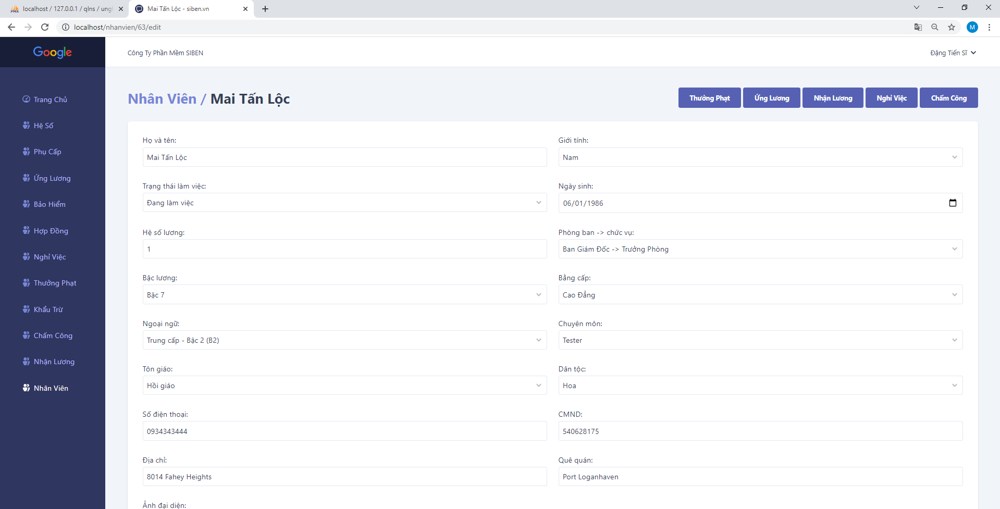 localhost / 127.0.0.1 / qlns / ungl
Mai Tấn Lộc - siben.vn
localhost/nhanvien/63/edit
M
Google
Công Ty Phần Mềm SIBEN
Đặng Tiến Sĩ
Trang Chủ
Hệ Số
Phụ Cấp
Ứng Lương
Bảo Hiểm
Hợp Đồng
Nghỉ Việc
Thưởng Phạt
Khẩu Trừ
Chấm Công
Nhận Lương
Nhân Viên
Nhân Viên / Mai Tấn Lộc
Thưởng Phạt
Ứng Lương
Nhận Lương
Nghỉ Việc
Chấm Công
Họ và tên:
Mai Tấn Lộc
Giới tính:
Nam
Trạng thái làm việc:
Đang làm việc
Ngày sinh:
06/01/1986
Hệ số lương:
1
Phòng ban -> chức vụ:
Ban Giám Đốc -> Trưởng Phòng
Bậc lương:
Bậc 7
Bằng cấp:
Cao Đẳng
Ngoại ngữ:
Trung cấp - Bậc 2 (B2)
Chuyên môn:
Tester
Tôn giáo:
Hồi giáo
Dân tộc:
Hoa
Số điện thoại:
0934343444
CMND:
540628175
Địa chỉ:
8014 Fahey Heights
Quê quán:
Port Loganhaven
Ảnh đại diện: